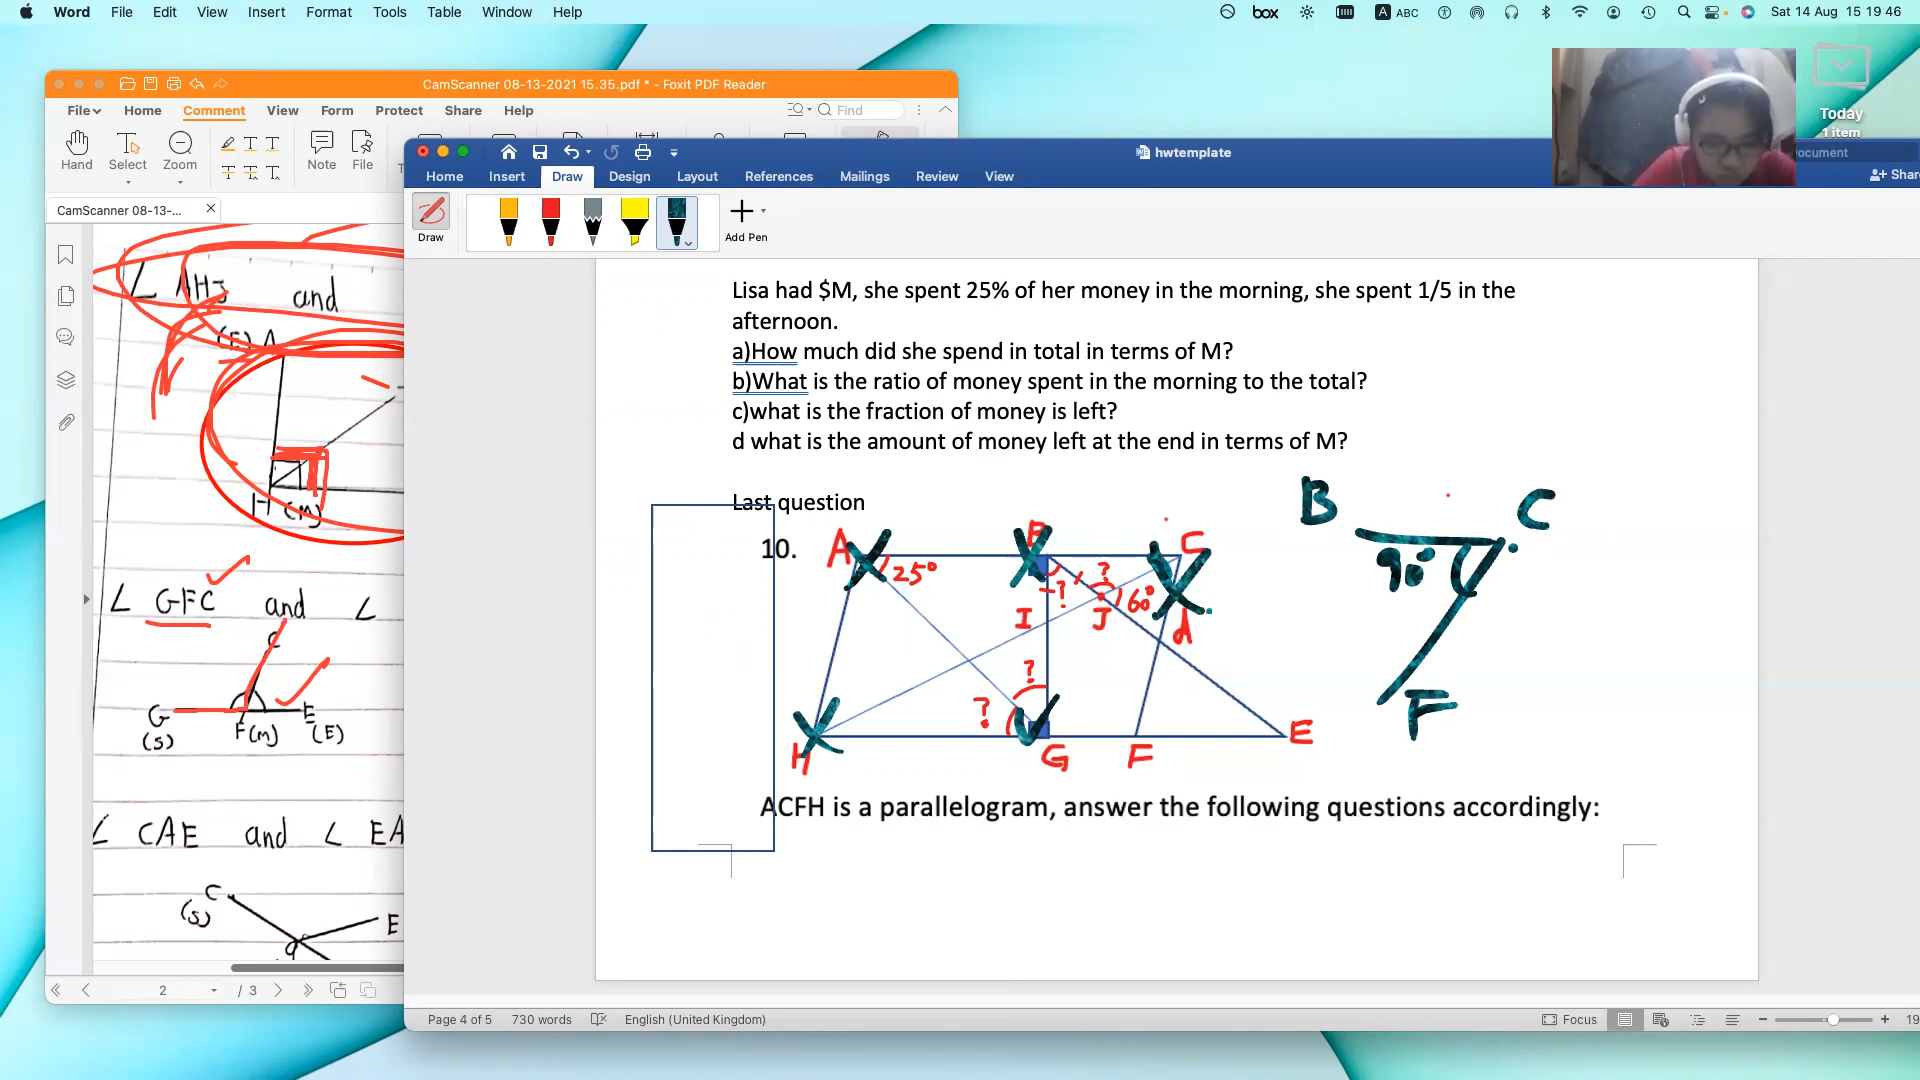 Word File Edit View Insert Format Tools Table Window Help
box A ABC Sat 14 Aug 15 19 46
Today
1 item
CamScanner 08-13-2021 15.35.pdf * - Foxit PDF Reader
File Home Comment View Form Protect Share Help Find
Hand Select Zoom Note File
CamScanner 08-13-...
hwtemplate
Home Insert Draw Design Layout References Mailings Review View Share
Draw Add Pen
∠ AHJ and
(E) A
H (M)
∠ GFC and ∠
C
G F(M) E
(S) (E)
∠ CAE and ∠ EA
C
(S) E
d
Lisa had $M, she spent 25% of her money in the morning, she spent 1/5 in the
afternoon.
a)How much did she spend in total in terms of M?
b)What is the ratio of money spent in the morning to the total?
c)what is the fraction of money is left?
d what is the amount of money left at the end in terms of M?
Last question
10.
A B C
25° ? ? 60°
I J d
? ?
H G F E
B C
90°
F
ACFH is a parallelogram, answer the following questions accordingly:
2 / 3
Page 4 of 5 730 words English (United Kingdom) Focus